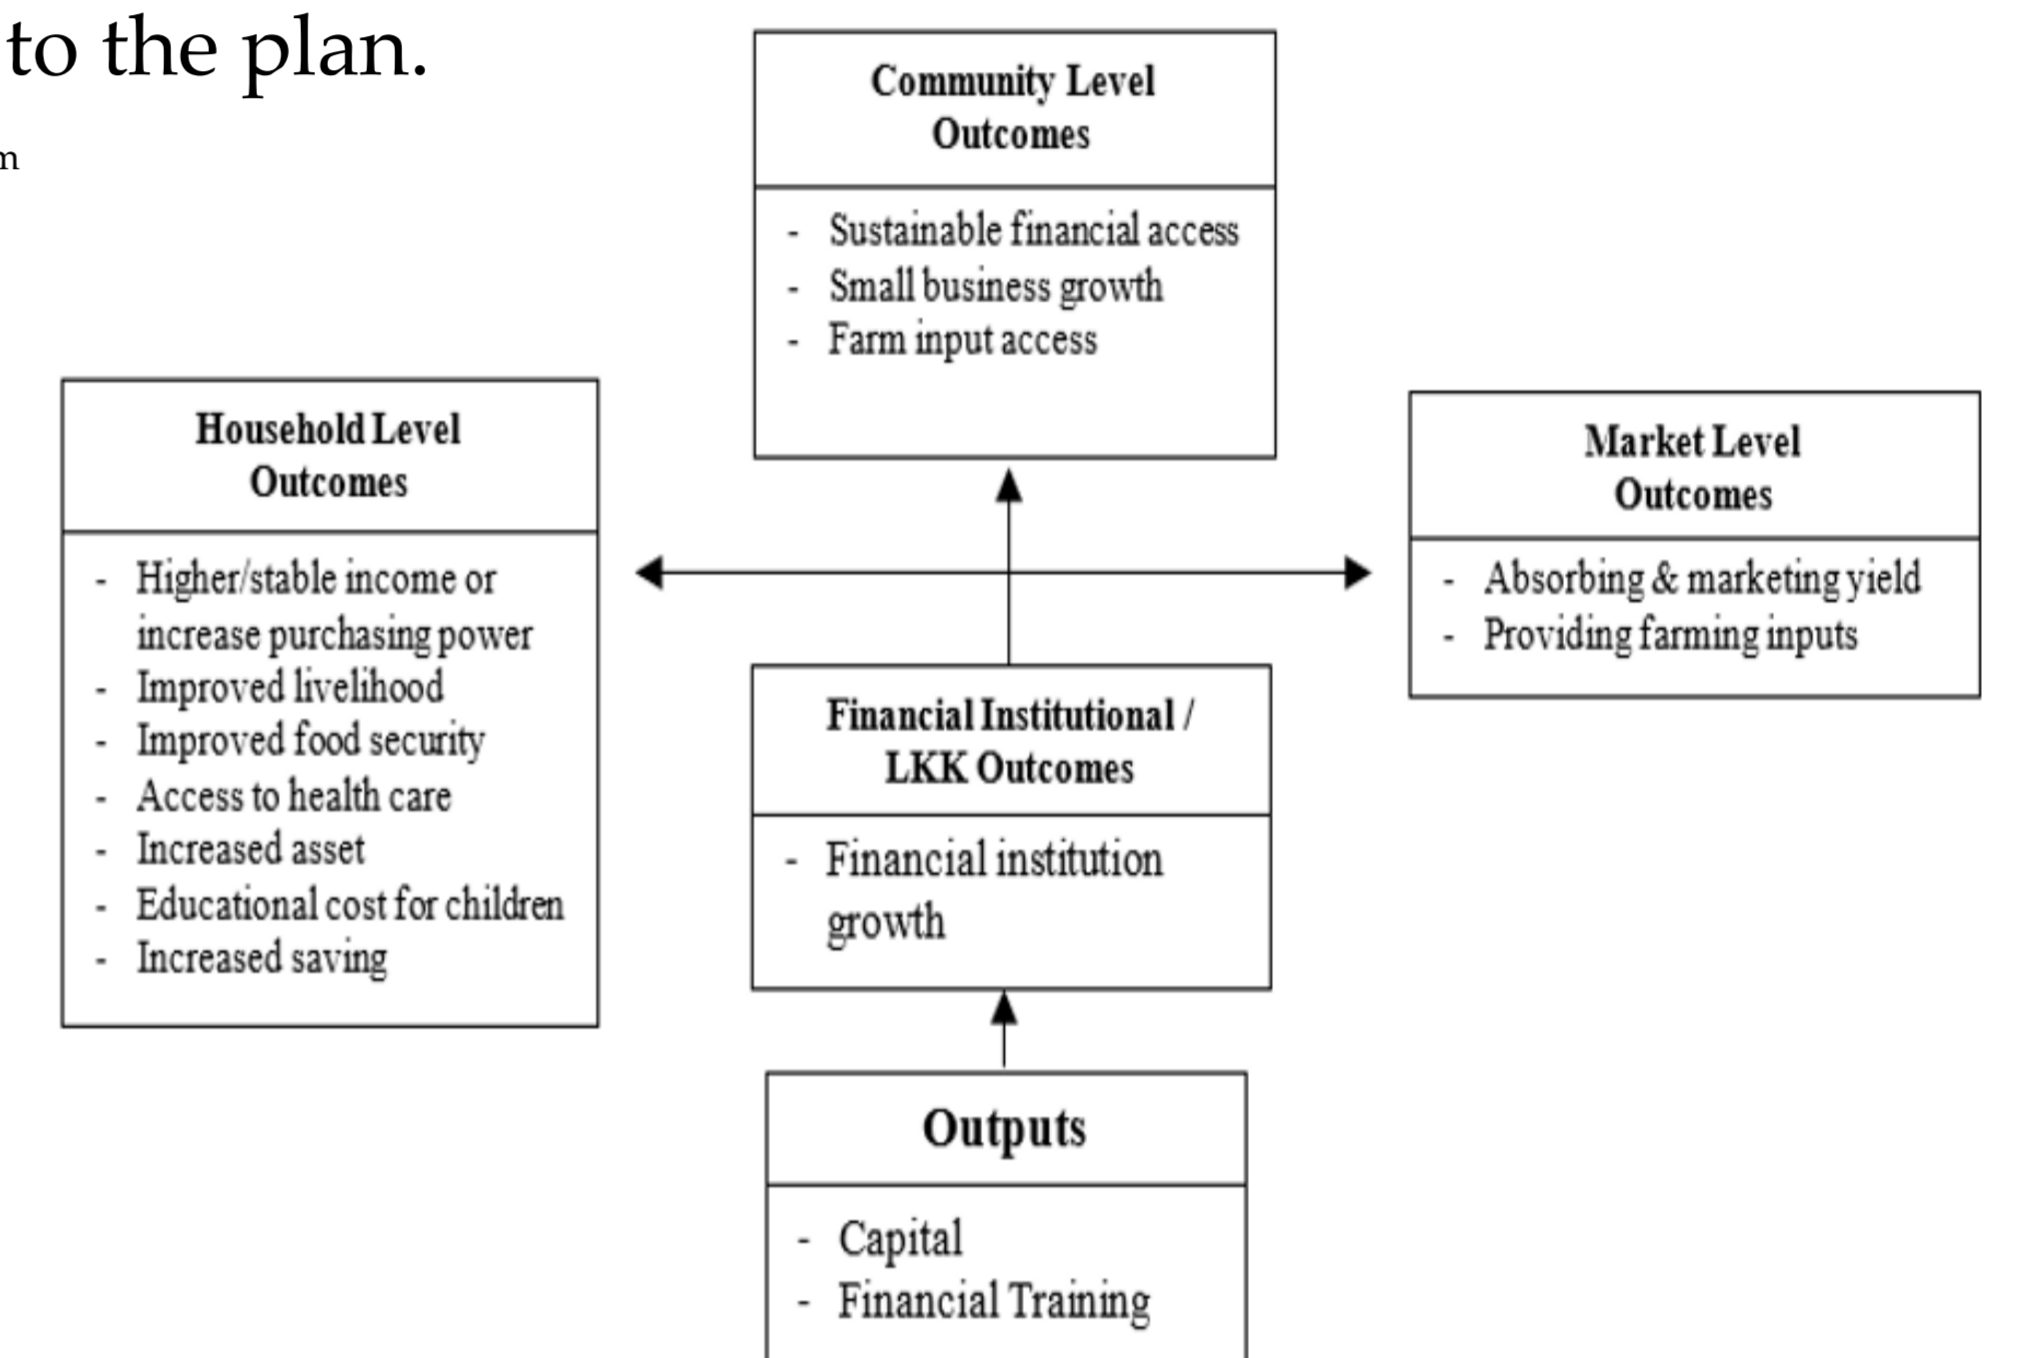 to the plan.
m
Community Level
Outcomes
- Sustainable financial access
- Small business growth
- Farm input access
Household Level
Outcomes
- Higher/stable income or
increase purchasing power
- Improved livelihood
- Improved food security
- Access to health care
- Increased asset
- Educational cost for children
- Increased saving
Market Level
Outcomes
- Absorbing & marketing yield
- Providing farming inputs
Financial Institutional /
LKK Outcomes
- Financial institution
growth
Outputs
- Capital
- Financial Training